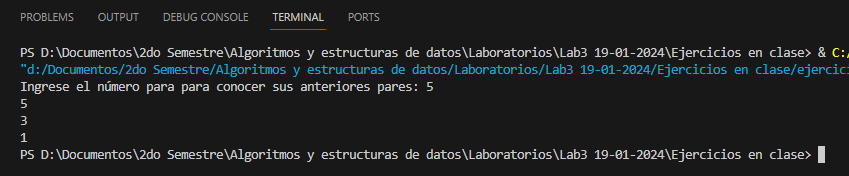 PROBLEMS OUTPUT DEBUG CONSOLE TERMINAL PORTS
PS D:\Documentos\2do Semestre\Algoritmos y estructuras de datos\Laboratorios\Lab3 19-01-2024\Ejercicios en clase> & C:/
"d:/Documentos/2do Semestre/Algoritmos y estructuras de datos/Laboratorios/Lab3 19-01-2024/Ejercicios en clase/ejercici
Ingrese el número para para conocer sus anteriores pares: 5
5
3
1
PS D:\Documentos\2do Semestre\Algoritmos y estructuras de datos\Laboratorios\Lab3 19-01-2024\Ejercicios en clase>